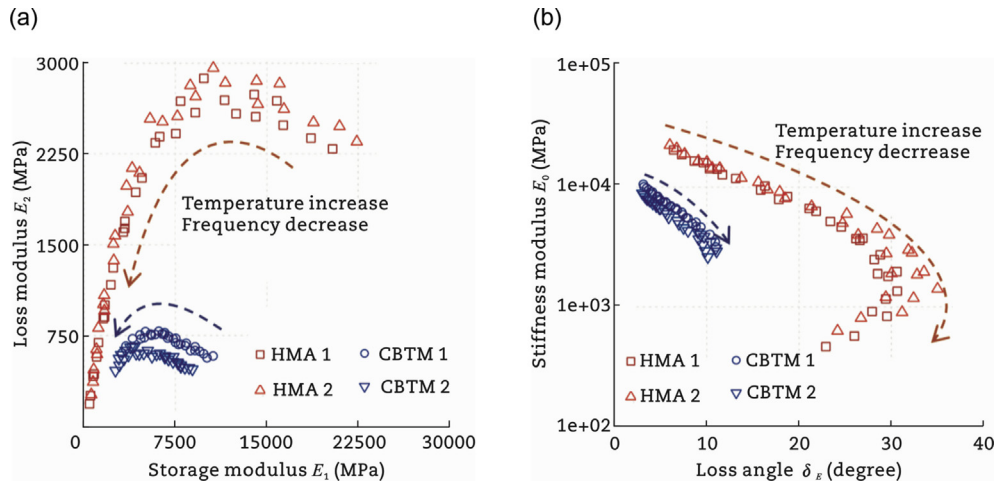 (a)
3000
2250
1500
750
0
7500
15000
22500
30000
Loss modulus E₂ (MPa)
Storage modulus E₁ (MPa)
Temperature increase
Frequency decrease
HMA 1
CBTM 1
HMA 2
CBTM 2
(b)
1e+05
1e+04
1e+03
1e+02
0
10
20
30
40
Stiffness modulus E₀ (MPa)
Loss angle δ_E (degree)
Temperature increase
Frequency decrrease
HMA 1
CBTM 1
HMA 2
CBTM 2